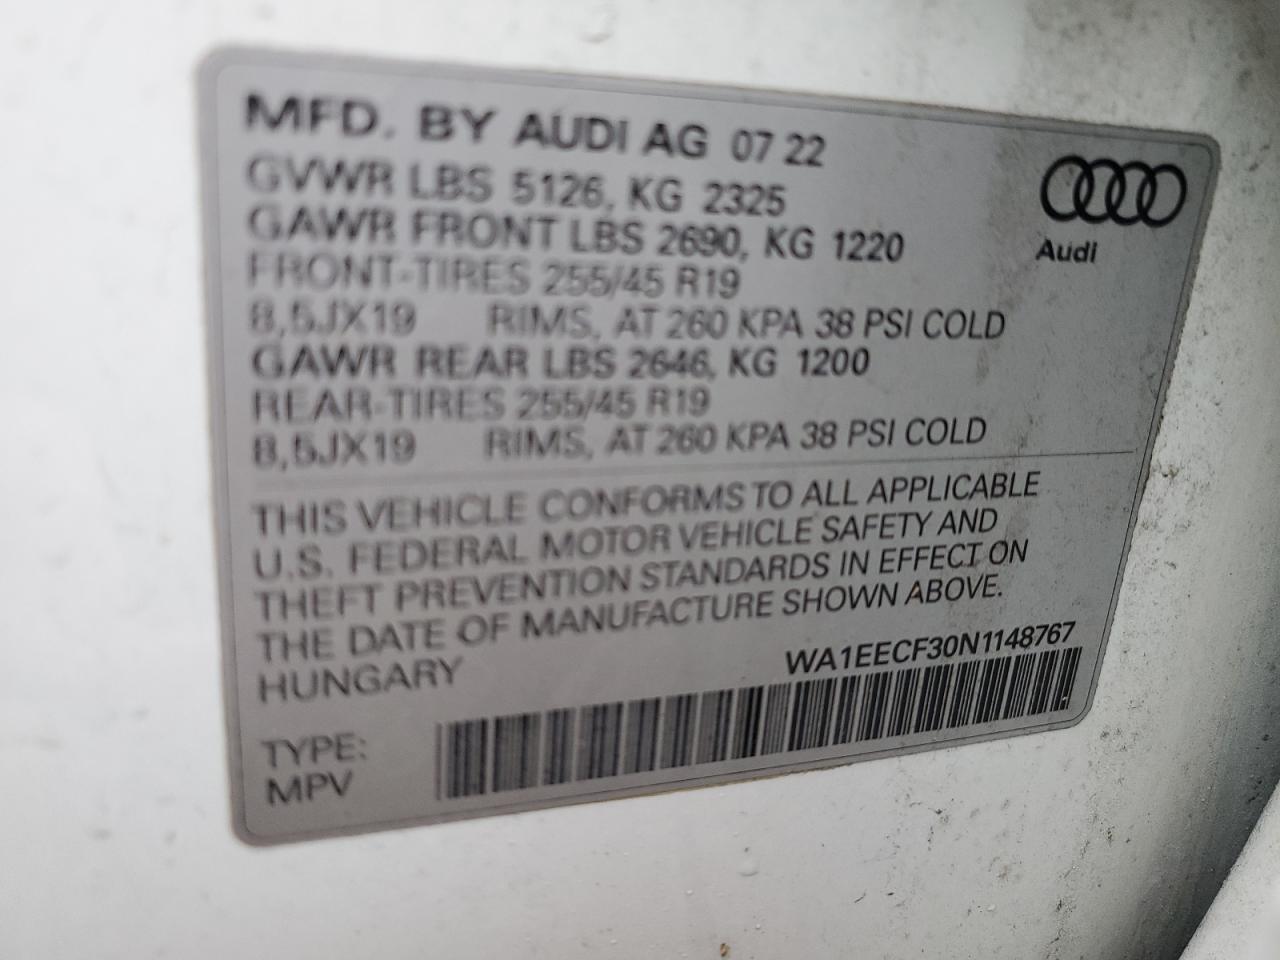 MFD. BY AUDI AG 07 22
GVWR LBS 5126, KG 2325
GAWR FRONT LBS 2690, KG 1220
FRONT-TIRES 255/45 R19
8,5JX19 RIMS, AT 260 KPA 38 PSI COLD
GAWR REAR LBS 2646, KG 1200
REAR-TIRES 255/45 R19
8,5JX19 RIMS, AT 260 KPA 38 PSI COLD
Audi
THIS VEHICLE CONFORMS TO ALL APPLICABLE
U.S. FEDERAL MOTOR VEHICLE SAFETY AND
THEFT PREVENTION STANDARDS IN EFFECT ON
THE DATE OF MANUFACTURE SHOWN ABOVE.
HUNGARY
WA1EECF30N1148767
TYPE:
MPV